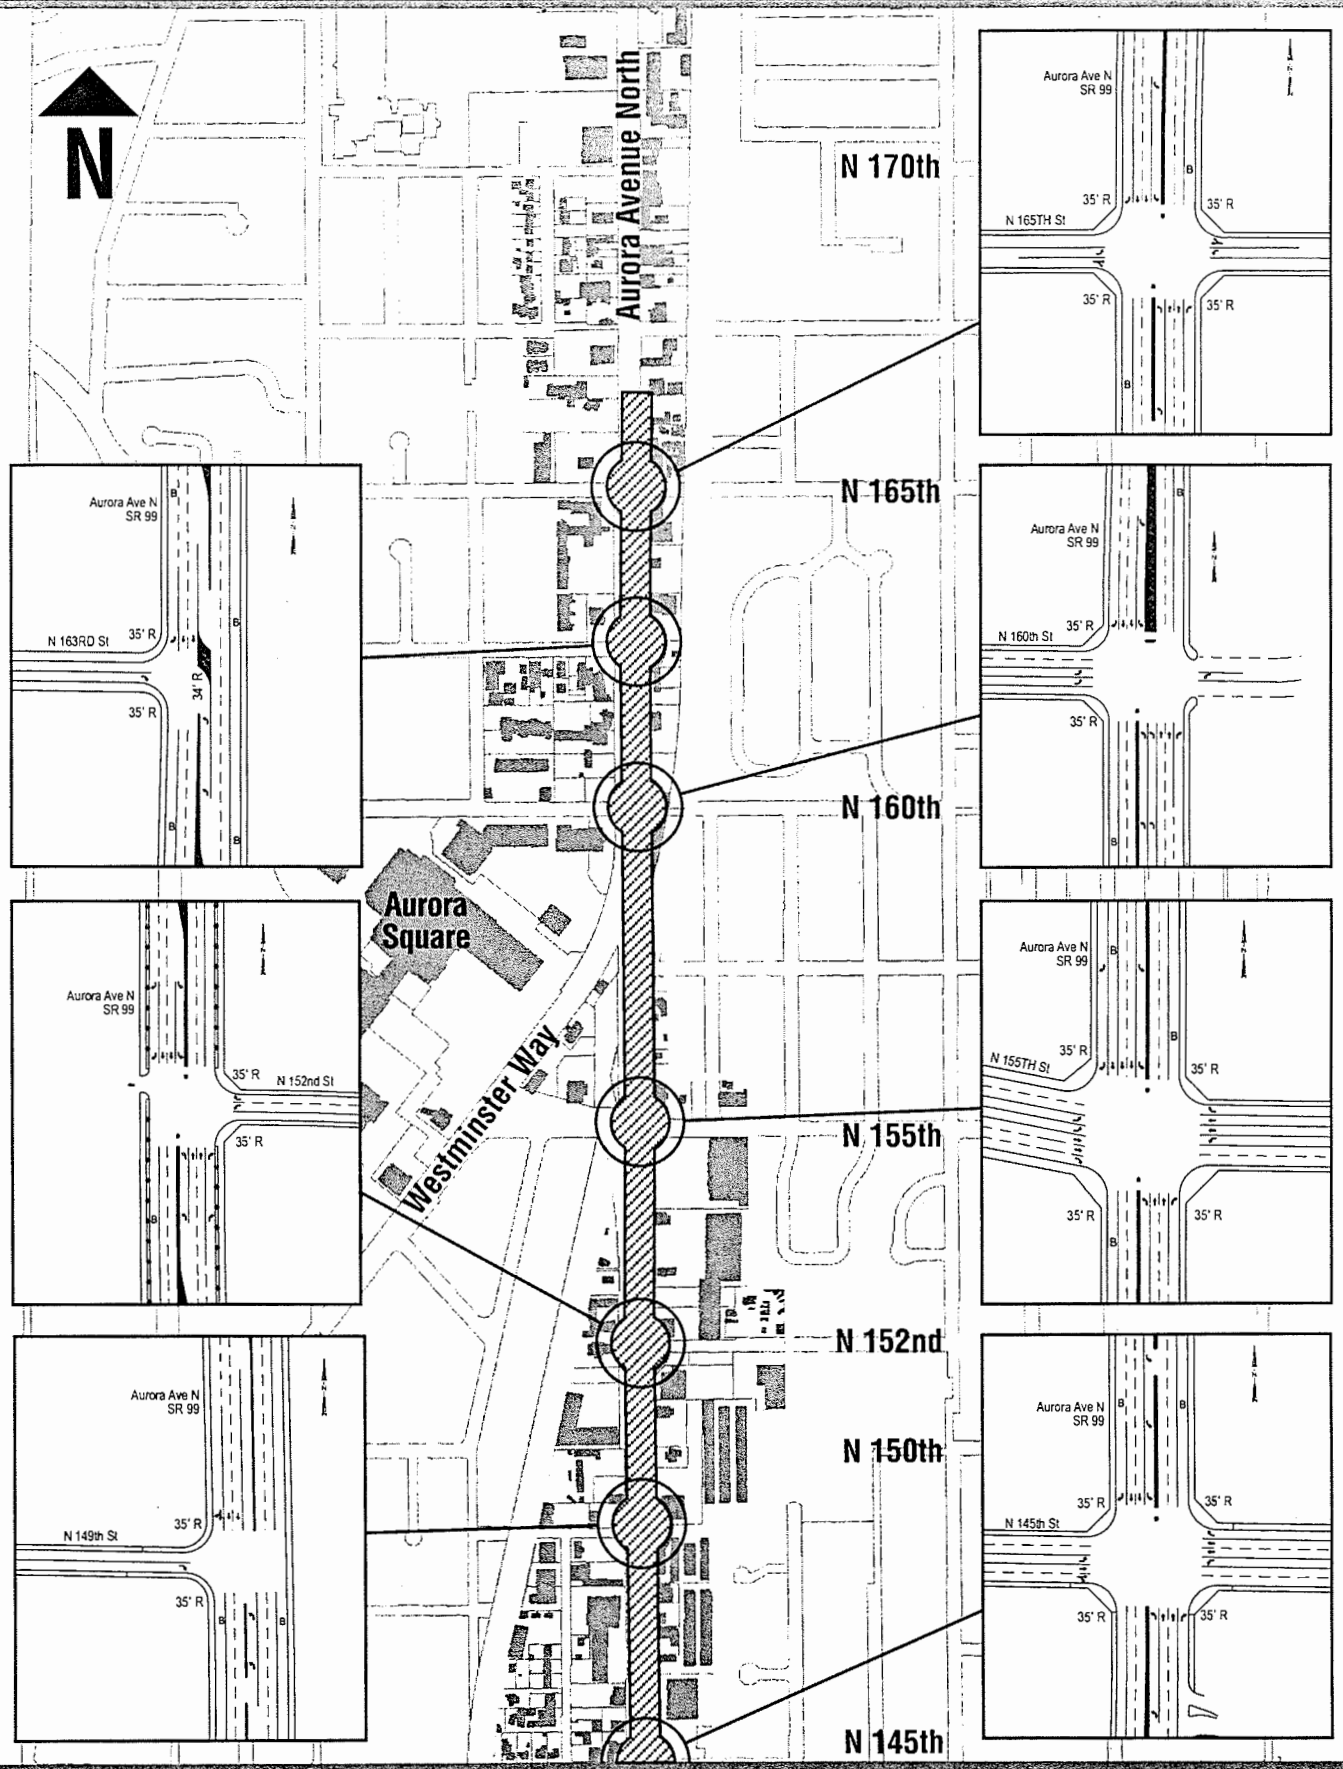 N
Aurora Avenue North
N 170th
N 165th
N 160th
N 155th
N 152nd
N 150th
N 145th
Aurora
Square
Westminster Way
Aurora Ave N
SR 99
B
35' R
35' R
N 165TH St
35' R
35' R
B
Aurora Ave N
SR 99
B
B
N 163RD St
35' R
34' R
35' R
B
B
Aurora Ave N
SR 99
B
35' R
N 160th St
35' R
B
Aurora Ave N
SR 99
35' R
N 152nd St
35' R
B
Aurora Ave N
SR 99
B
B
35' R
N 155TH St
35' R
35' R
35' R
B
Aurora Ave N
SR 99
35' R
N 149th St
35' R
B
B
Aurora Ave N
SR 99
B
B
35' R
35' R
N 145th St
35' R
35' R